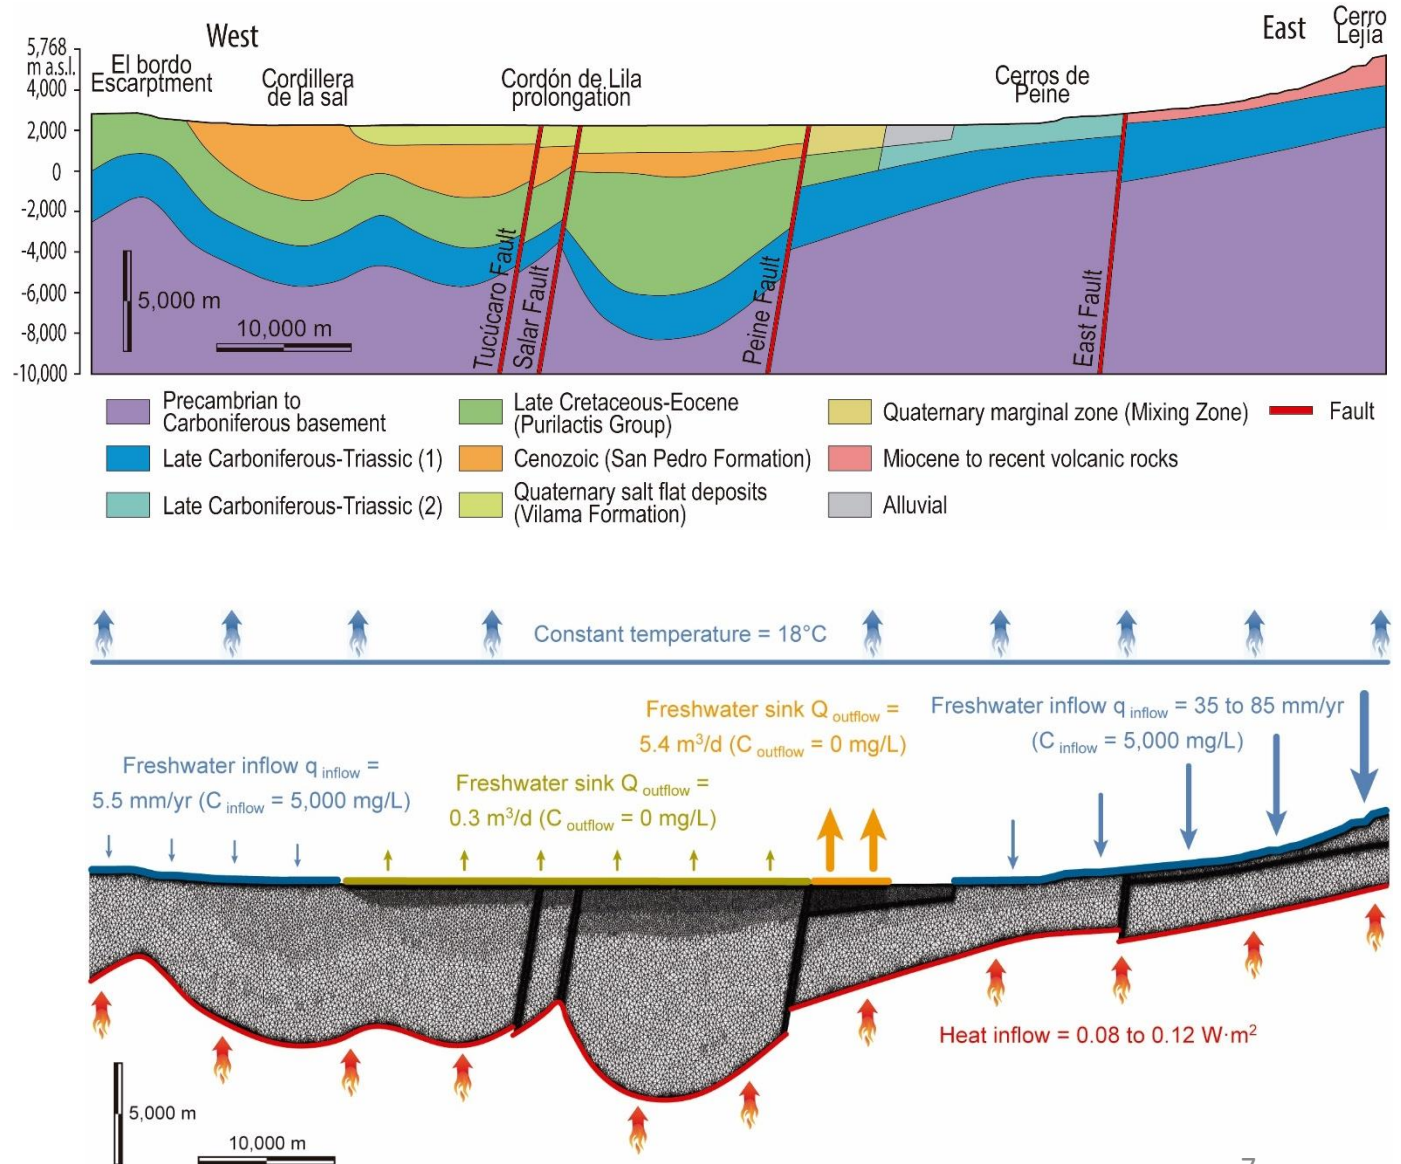 West
East
Cerro
Lejía
5,768
m a.s.l.
El bordo
Escarptment
Cordillera
de la sal
Cordón de Lila
prolongation
Cerros de
Peine
4,000
2,000
0
-2,000
-4,000
-6,000
-8,000
-10,000
5,000 m
10,000 m
Tucúcaro Fault
Salar Fault
Peine Fault
East Fault
Precambrian to
Carboniferous basement
Late Carboniferous-Triassic (1)
Late Carboniferous-Triassic (2)
Late Cretaceous-Eocene
(Purilactis Group)
Cenozoic (San Pedro Formation)
Quaternary salt flat deposits
(Vilama Formation)
Quaternary marginal zone (Mixing Zone)
Miocene to recent volcanic rocks
Alluvial
Fault
Constant temperature = 18°C
Freshwater inflow q inflow =
5.5 mm/yr (C inflow = 5,000 mg/L)
Freshwater sink Q outflow =
0.3 m³/d (C outflow = 0 mg/L)
Freshwater sink Q outflow =
5.4 m³/d (C outflow = 0 mg/L)
Freshwater inflow q inflow = 35 to 85 mm/yr
(C inflow = 5,000 mg/L)
Heat inflow = 0.08 to 0.12 W·m²
5,000 m
10,000 m